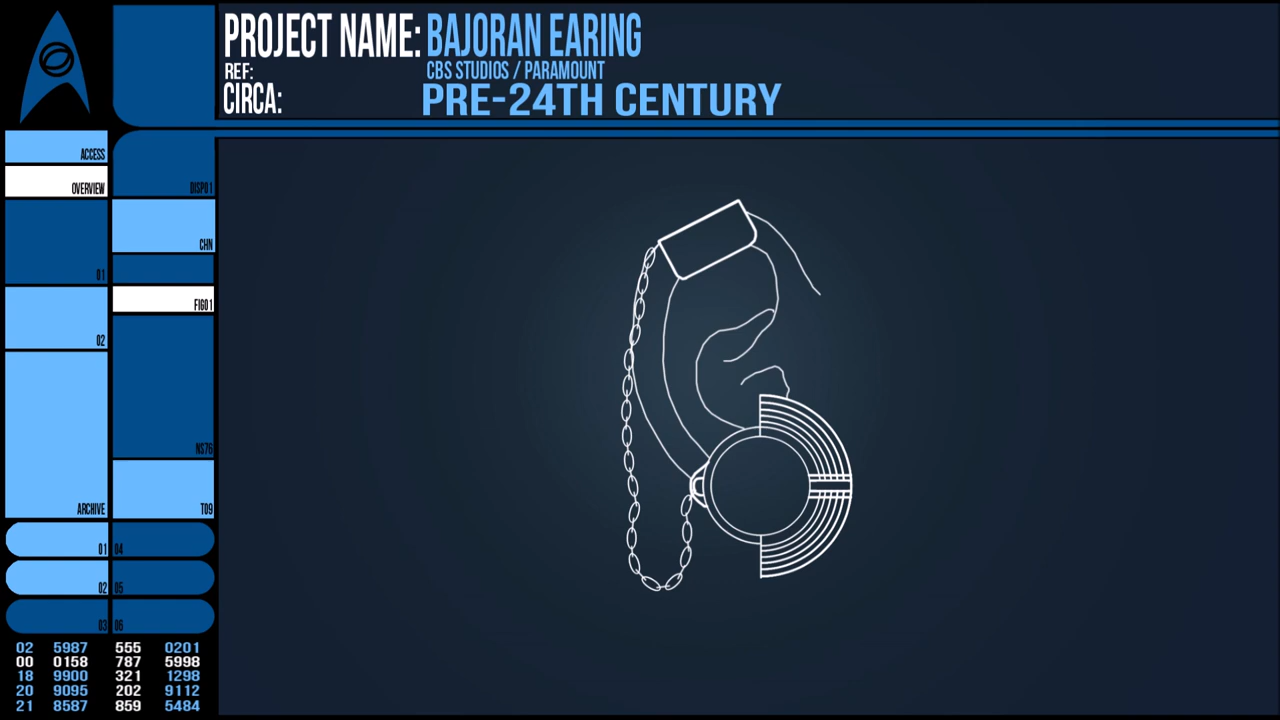 PROJECT NAME: BAJORAN EARING
REF: CBS STUDIOS / PARAMOUNT
CIRCA: PRE-24TH CENTURY
ACCESS
OVERVIEW
DISP01
01
CHN
02
FIG01
NS76
ARCHIVE
T09
01 04
02 05
03 06
02 5987 555 0201
00 0158 787 5998
18 9900 321 1298
20 9095 202 9112
21 8587 859 5484